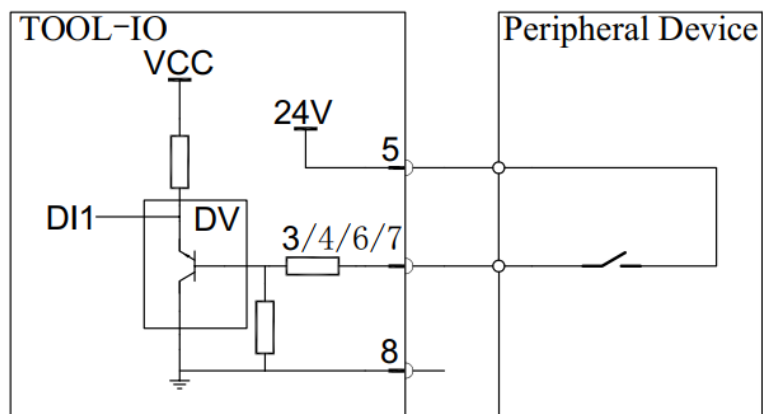 TOOL-IO
Peripheral Device
VCC
24V
5
DI1
DV
3/4/6/7
8